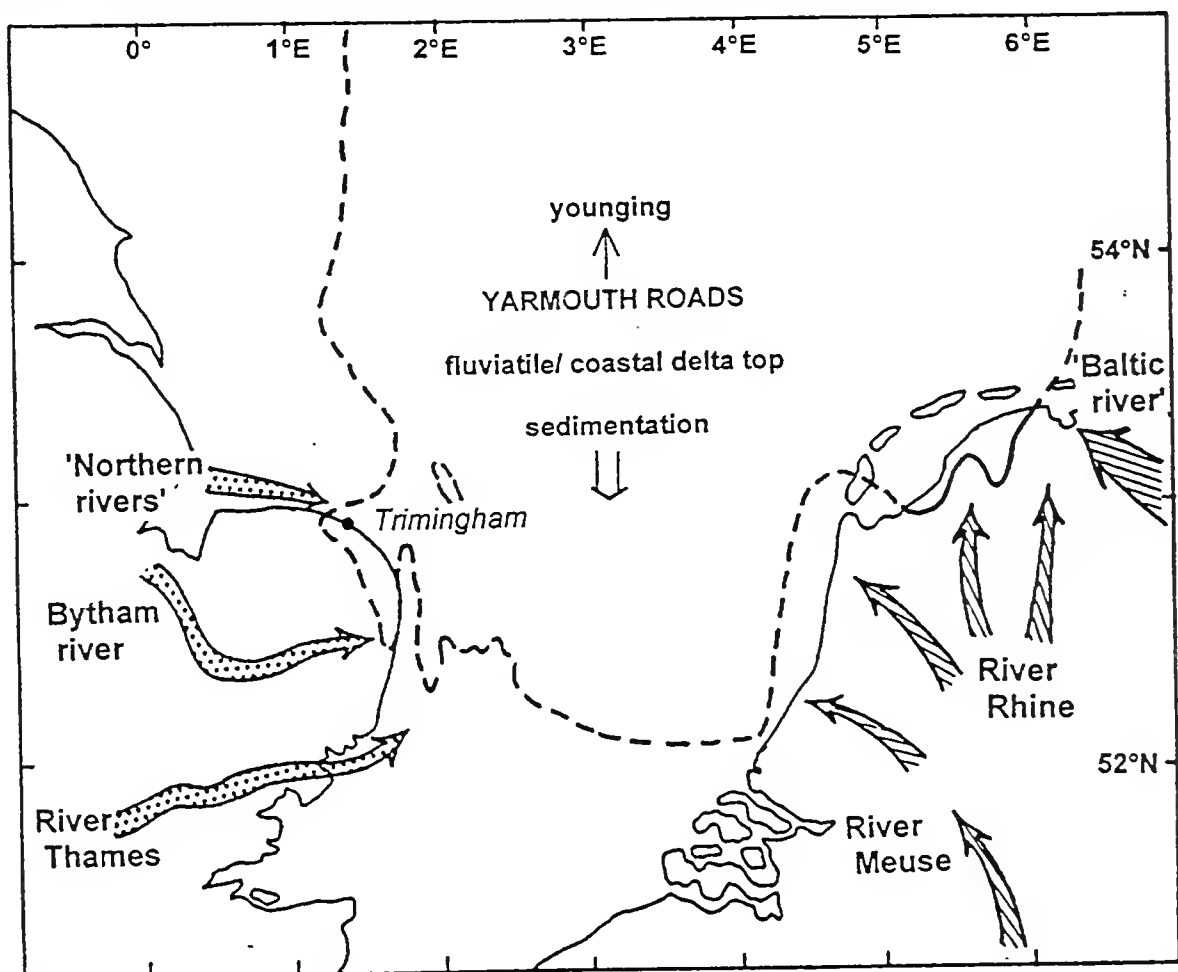 0°
1°E
2°E
3°E
4°E
5°E
6°E
younging
54°N
YARMOUTH ROADS
fluviatile/ coastal delta top
sedimentation
'Baltic
river'
'Northern
rivers'
Trimingham
Bytham
river
River
Rhine
52°N
River
Thames
River
Meuse